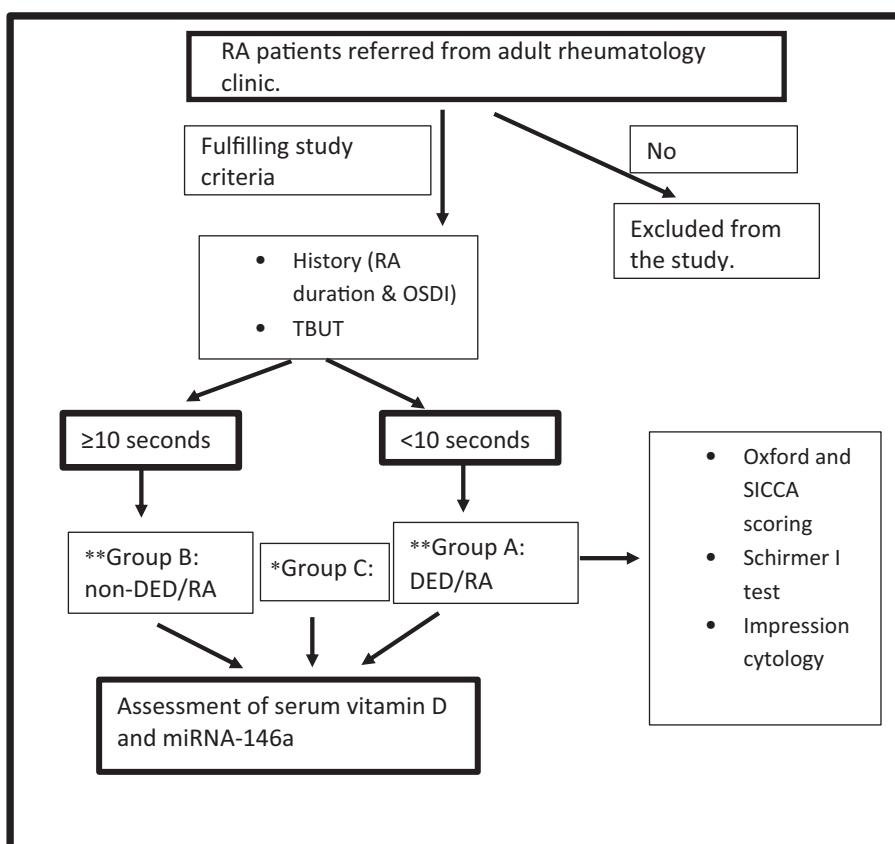 RA patients referred from adult rheumatology
clinic.
Fulfilling study
criteria
No
Excluded from
the study.
• History (RA
duration & OSDI)
• TBUT
≥10 seconds
<10 seconds
**Group B:
non-DED/RA
*Group C:
**Group A:
DED/RA
• Oxford and
SICCA
scoring
• Schirmer I
test
• Impression
cytology
Assessment of serum vitamin D
and miRNA-146a